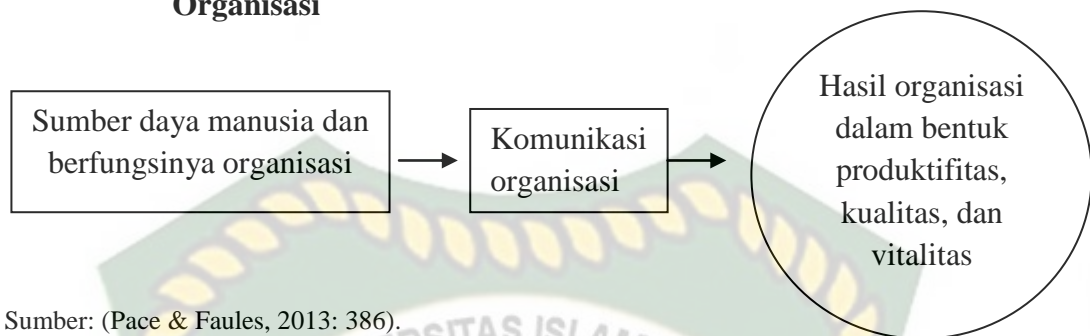 Organisasi
Sumber daya manusia dan
berfungsinya organisasi
Komunikasi
organisasi
Hasil organisasi
dalam bentuk
produktifitas,
kualitas, dan
vitalitas
Sumber: (Pace & Faules, 2013: 386).